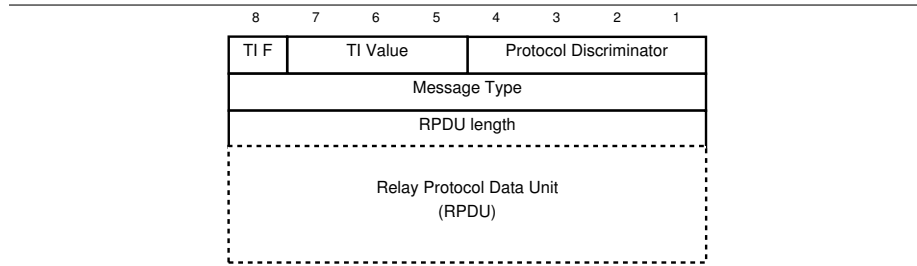 8 7 6 5 4 3 2 1
TI F TI Value Protocol Discriminator
Message Type
RPDU length
Relay Protocol Data Unit
(RPDU)